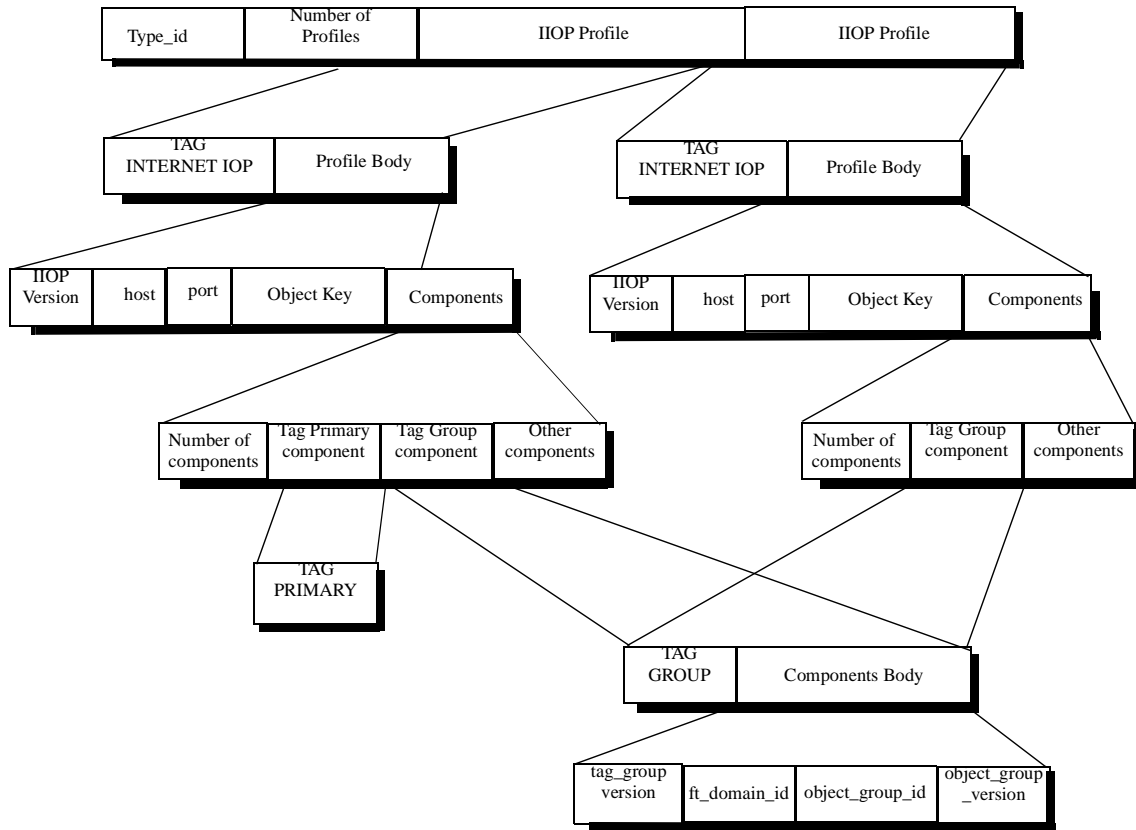 Type_id
Number of
Profiles
IIOP Profile
IIOP Profile
TAG
INTERNET IOP
Profile Body
TAG
INTERNET IOP
Profile Body
IIOP
Version
host
port
Object Key
Components
IIOP
Version
host
port
Object Key
Components
Number of
components
Tag Primary
component
Tag Group
component
Other
components
Number of
components
Tag Group
component
Other
components
TAG
PRIMARY
TAG
GROUP
Components Body
tag_group
version
ft_domain_id
object_group_id
object_group
_version